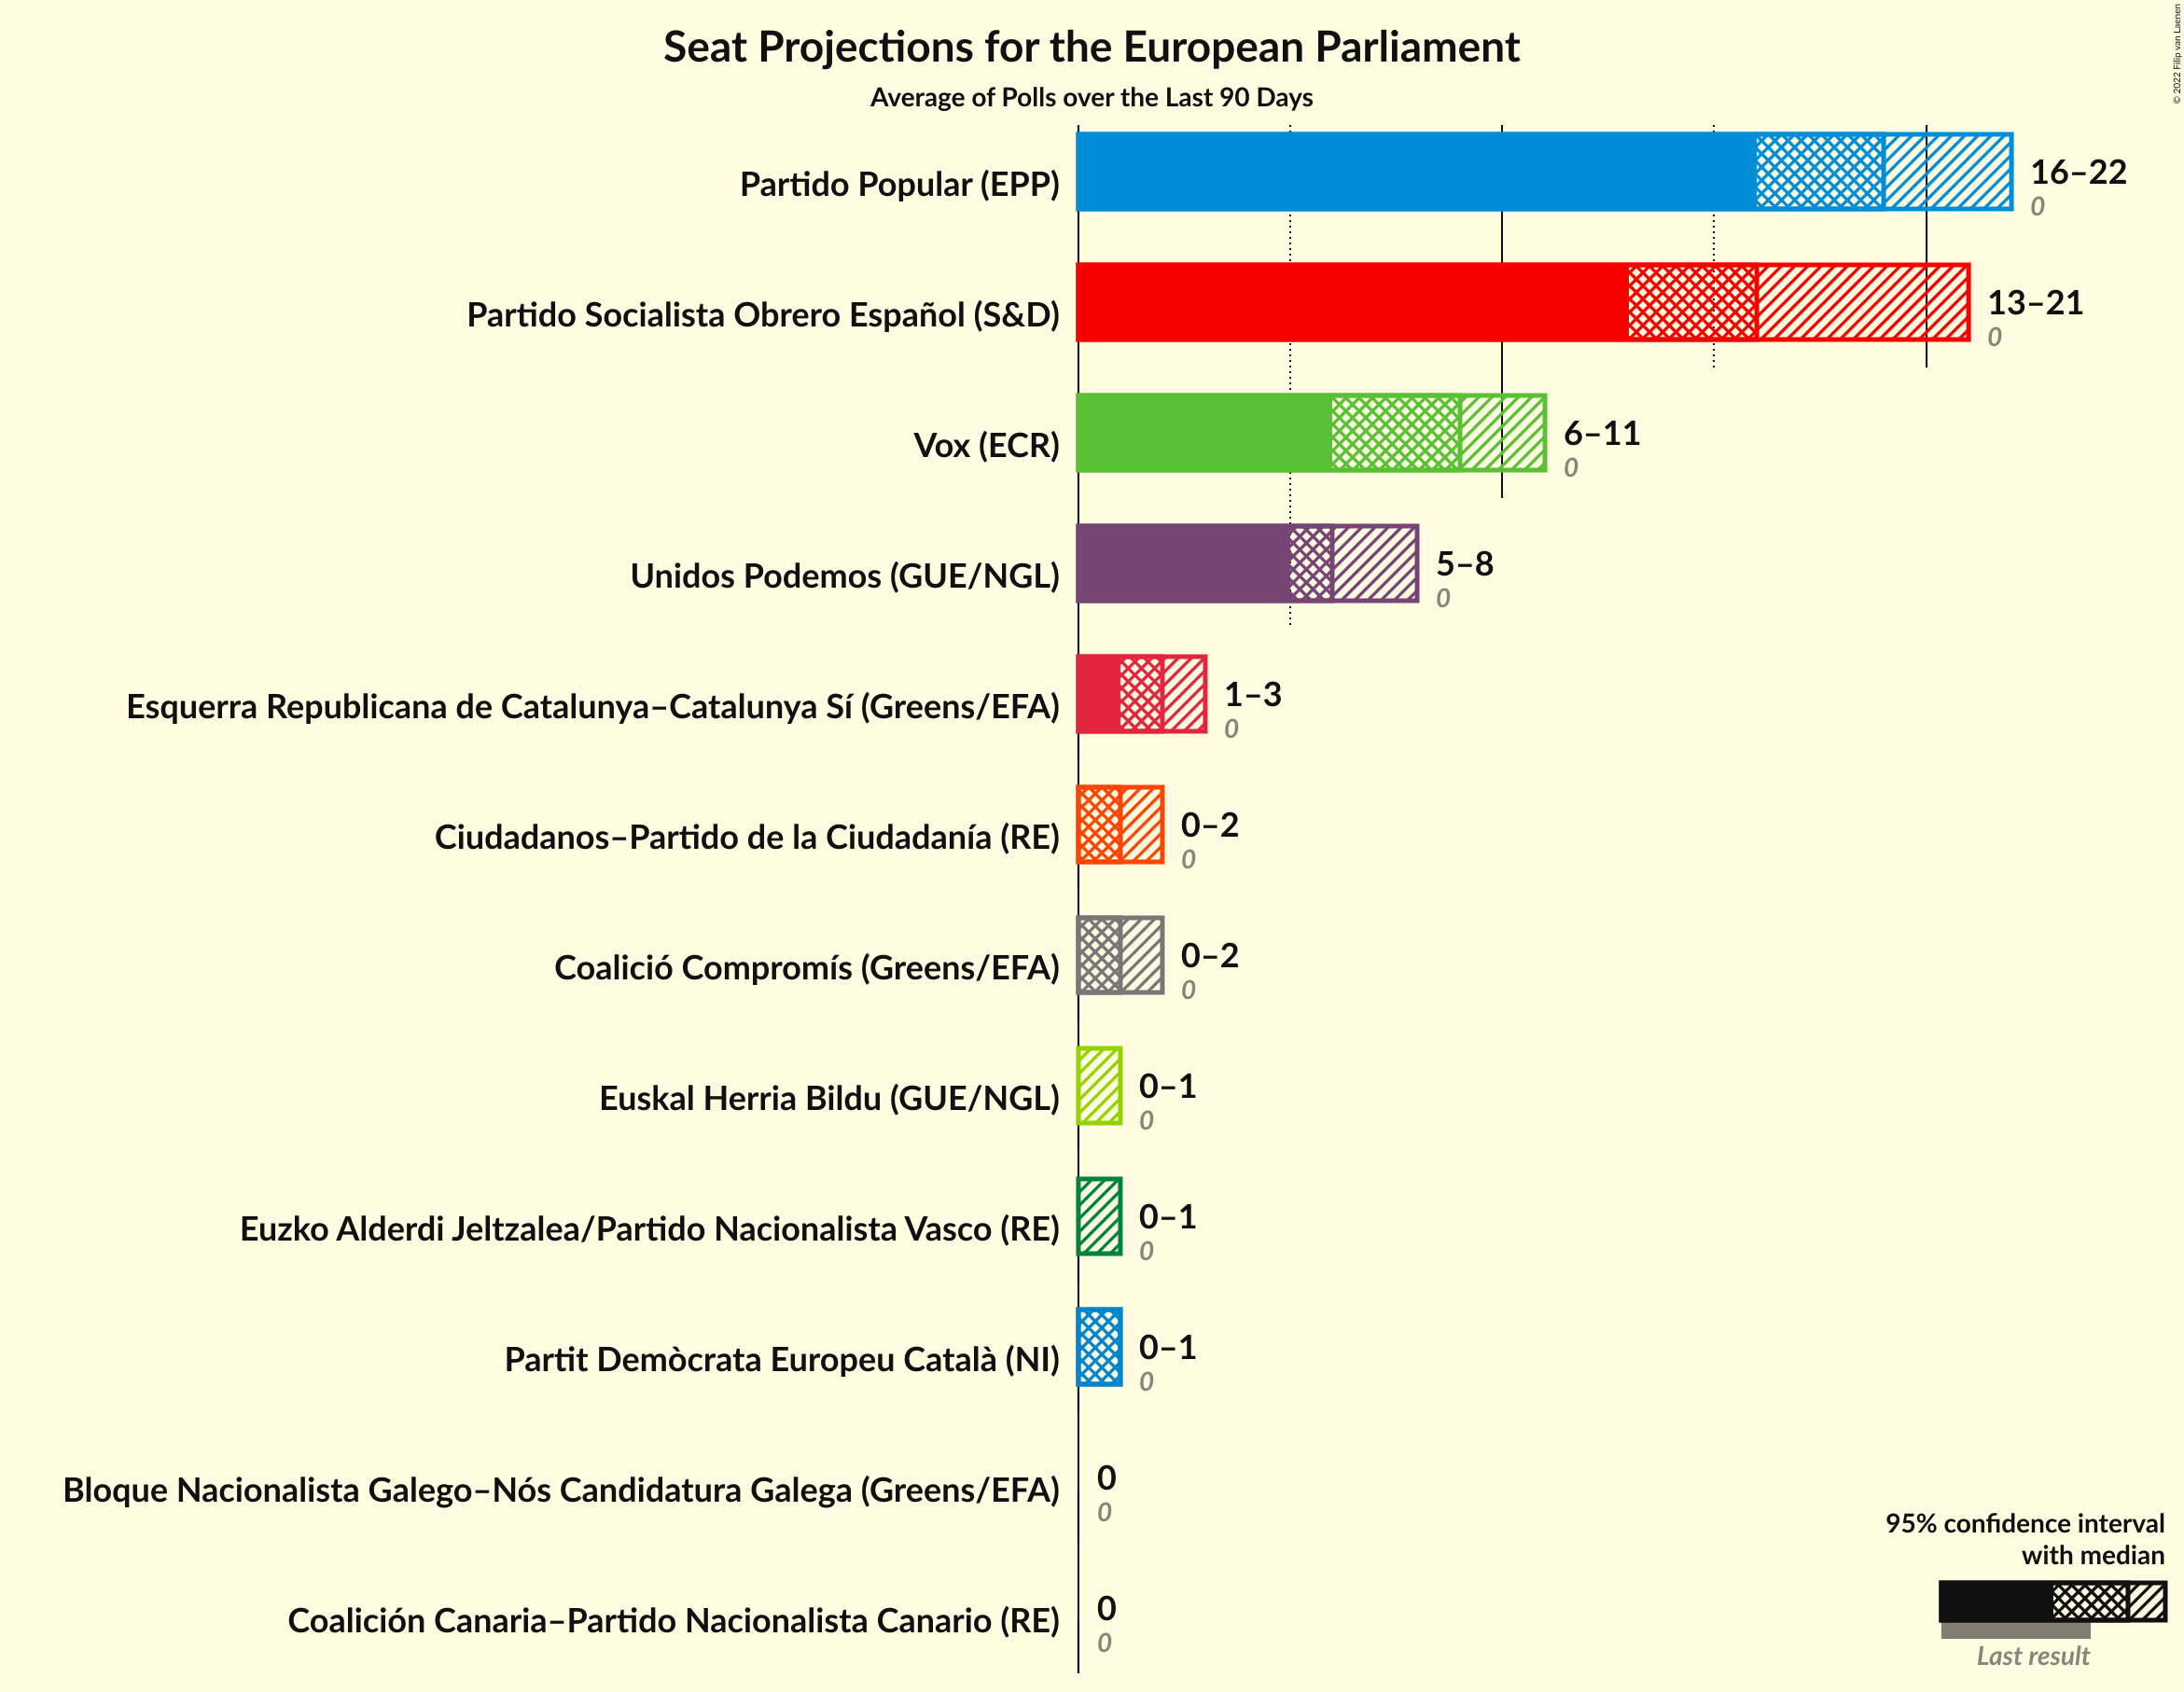 Seat Projections for the European Parliament
Average of Polls over the Last 90 Days
© 2022 Filip van Laenen
Partido Popular (EPP)
16–22
0
Partido Socialista Obrero Español (S&D)
13–21
0
Vox (ECR)
6–11
0
Unidos Podemos (GUE/NGL)
5–8
0
Esquerra Republicana de Catalunya–Catalunya Sí (Greens/EFA)
1–3
0
Ciudadanos–Partido de la Ciudadanía (RE)
0–2
0
Coalició Compromís (Greens/EFA)
0–2
0
Euskal Herria Bildu (GUE/NGL)
0–1
0
Euzko Alderdi Jeltzalea/Partido Nacionalista Vasco (RE)
0–1
0
Partit Demòcrata Europeu Català (NI)
0–1
0
Bloque Nacionalista Galego–Nós Candidatura Galega (Greens/EFA)
0
0
Coalición Canaria–Partido Nacionalista Canario (RE)
0
0
95% confidence interval
with median
Last result